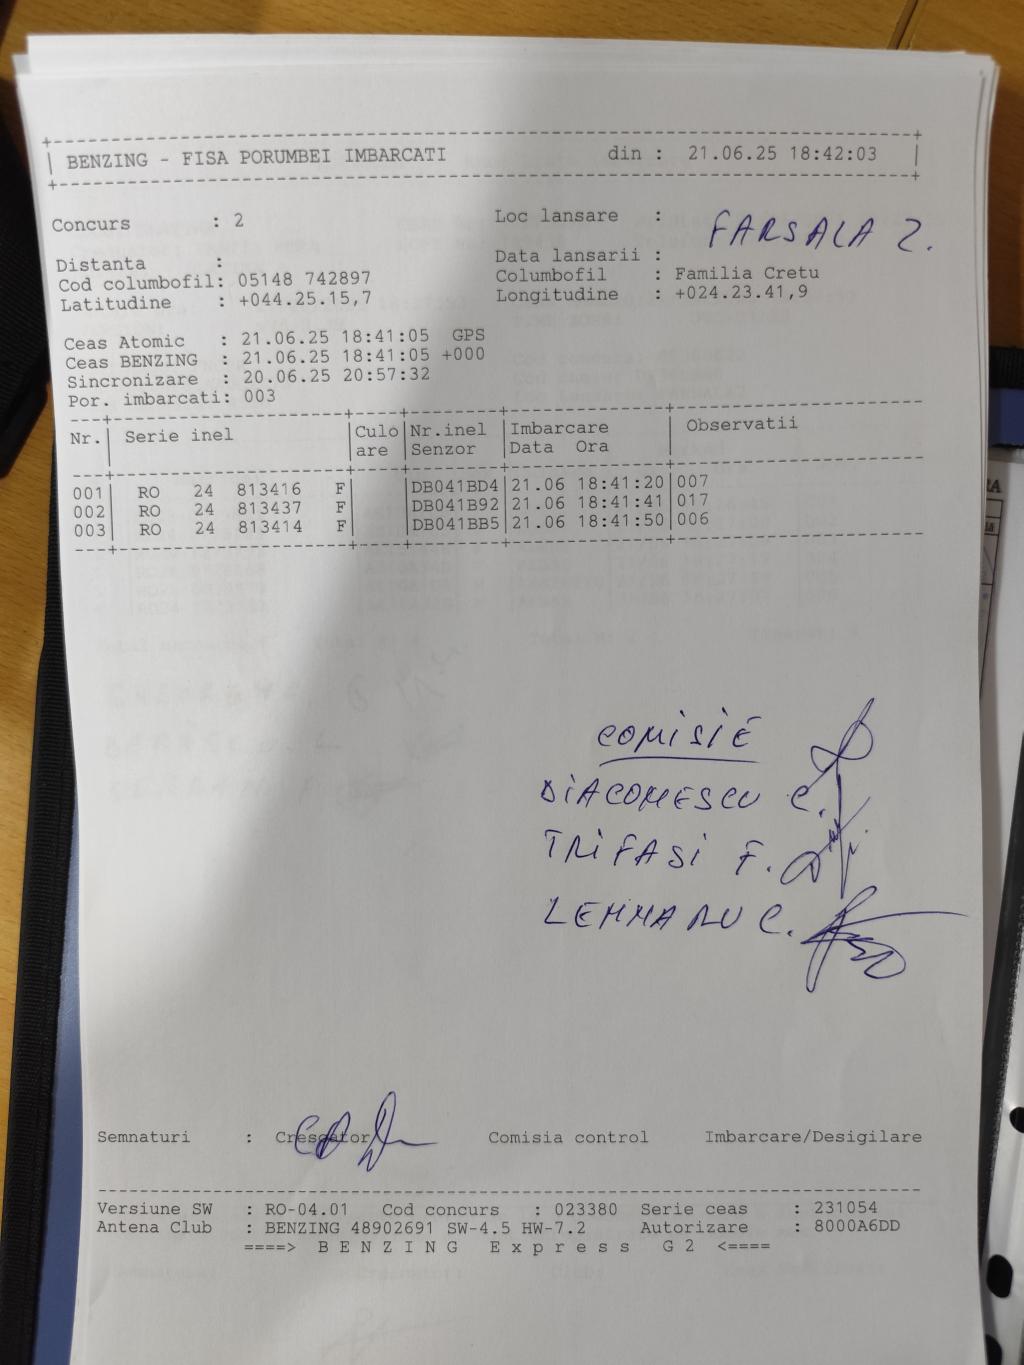 BENZING - FISA PORUMBEI IMBARCATI din : 21.06.25 18:42:03
Concurs : 2 Loc lansare : FARSALA 2.
Distanta : Data lansarii :
Cod columbofil: 05148 742897 Columbofil : Familia Cretu
Latitudine : +044.25.15,7 Longitudine : +024.23.41,9
Ceas Atomic : 21.06.25 18:41:05 GPS
Ceas BENZING : 21.06.25 18:41:05 +000
Sincronizare : 20.06.25 20:57:32
Por. imbarcati: 003
Nr. Serie inel Culo Nr.inel Imbarcare Observatii
are Senzor Data Ora
001 RO 24 813416 F DB041BD4 21.06 18:41:20 007
002 RO 24 813437 F DB041B92 21.06 18:41:41 017
003 RO 24 813414 F DB041BB5 21.06 18:41:50 006
COMISIE
DIACONESCU C.
TRIFASI F.
C.
Semnaturi : Crescator Comisia control Imbarcare/Desigilare
Versiune SW : RO-04.01 Cod concurs : 023380 Serie ceas : 231054
Antena Club : BENZING 48902691 SW-4.5 HW-7.2 Autorizare : 8000A6DD
====> B E N Z I N G E x p r e s s G 2 <====